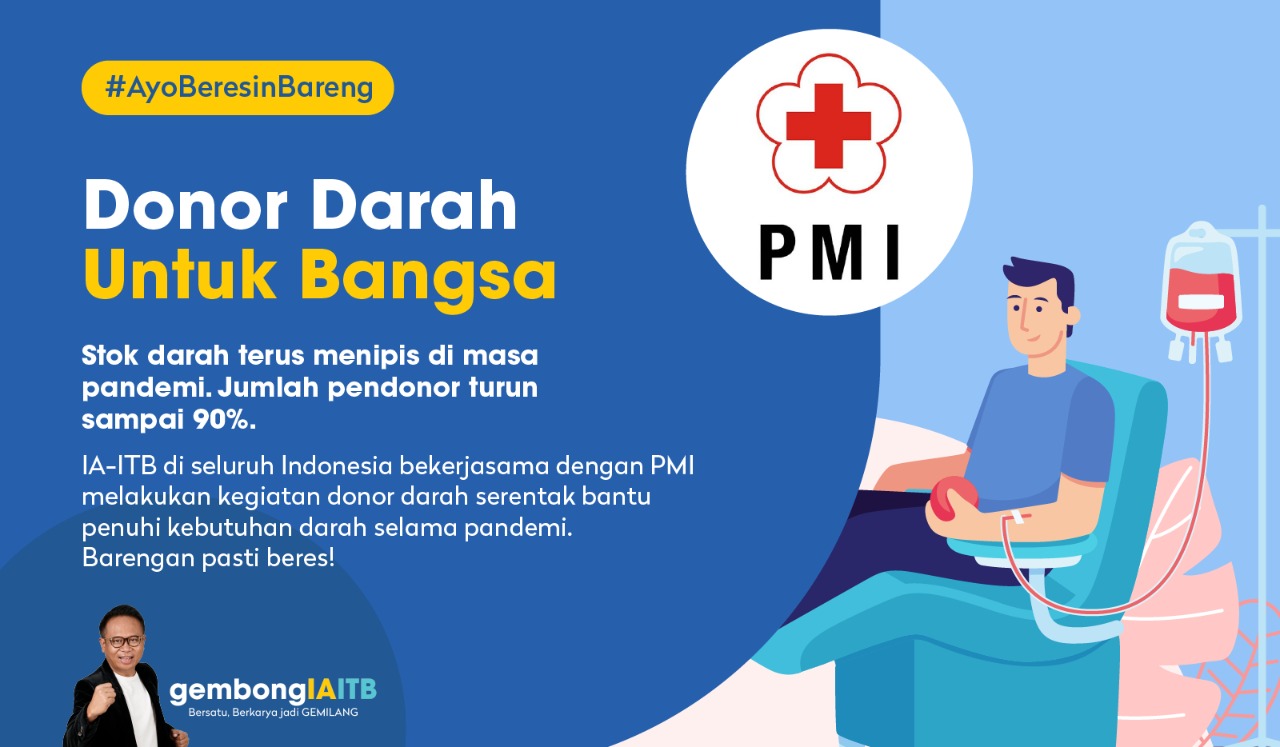 #AyoBeresinBareng
Donor Darah
Untuk Bangsa
Stok darah terus menipis di masa
pandemi. Jumlah pendonor turun
sampai 90%.
IA-ITB di seluruh Indonesia bekerjasama dengan PMI
melakukan kegiatan donor darah serentak bantu
penuhi kebutuhan darah selama pandemi.
Barengan pasti beres!
gembongIAITB
Bersatu, Berkarya jadi GEMILANG
PMI